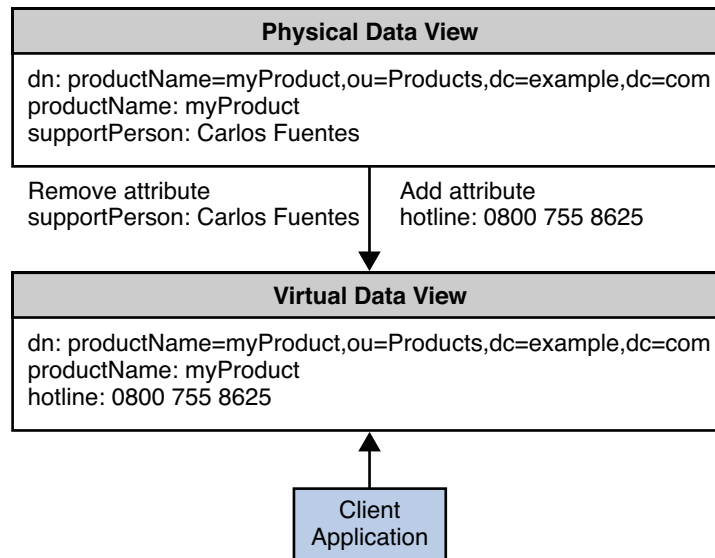 Physical Data View
dn: productName=myProduct,ou=Products,dc=example,dc=com
productName: myProduct
supportPerson: Carlos Fuentes
Remove attribute
supportPerson: Carlos Fuentes
Add attribute
hotline: 0800 755 8625
Virtual Data View
dn: productName=myProduct,ou=Products,dc=example,dc=com
productName: myProduct
hotline: 0800 755 8625
Client
Application